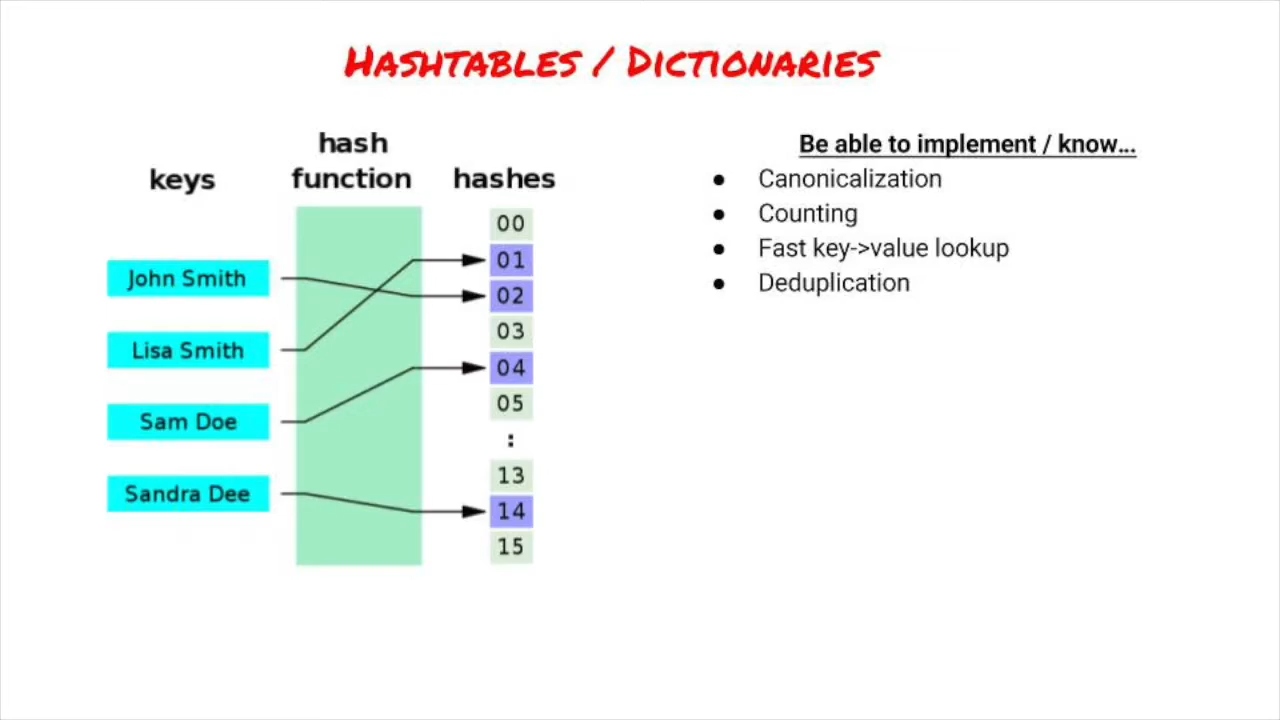 HASHTABLES / DICTIONARIES
hash
keys function hashes
00
01
John Smith 02
03
Lisa Smith
04
05
Sam Doe
:
13
Sandra Dee 14
15
Be able to implement / know...
● Canonicalization
● Counting
● Fast key->value lookup
● Deduplication